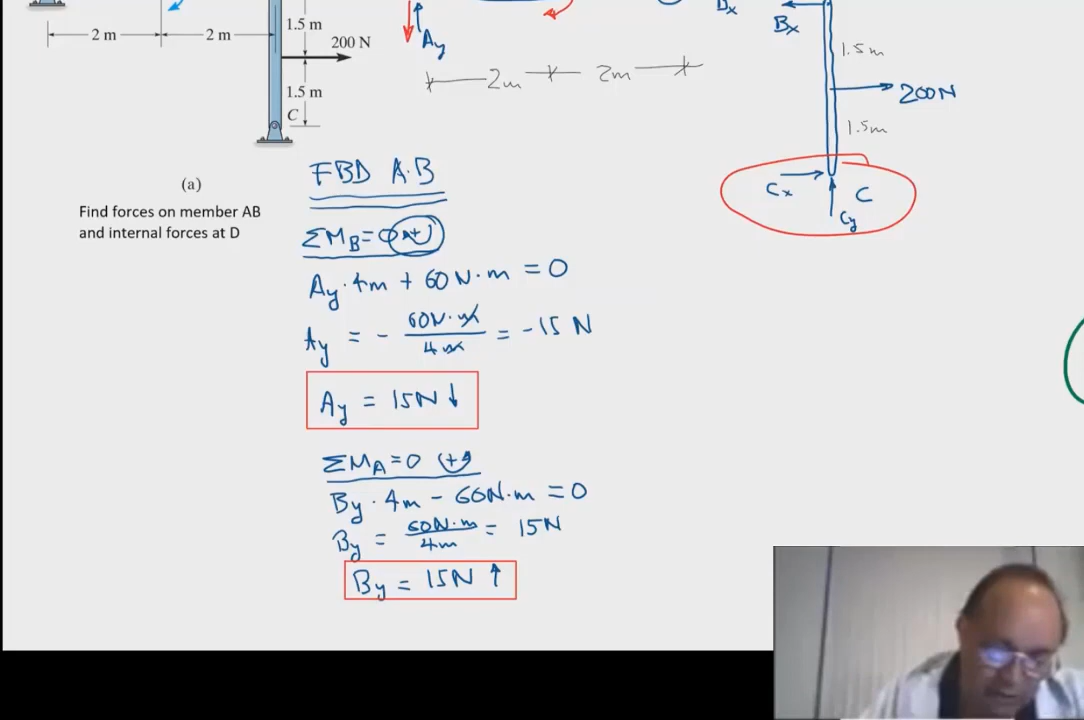 2 m
2 m
1.5 m
200 N
1.5 m
C
Ay
2m
2m
Bx
1.5m
200N
1.5m
Cx
C
Cy
(a)
Find forces on member AB
and internal forces at D
FBD AB
ΣMB=0
Ay·4m + 60N·m = 0
Ay = - 60N·m / 4m = -15 N
Ay = 15N ↓
ΣMA=0 (+
By · 4m - 60N·m = 0
By = 60N·m / 4m = 15N
By = 15N ↑